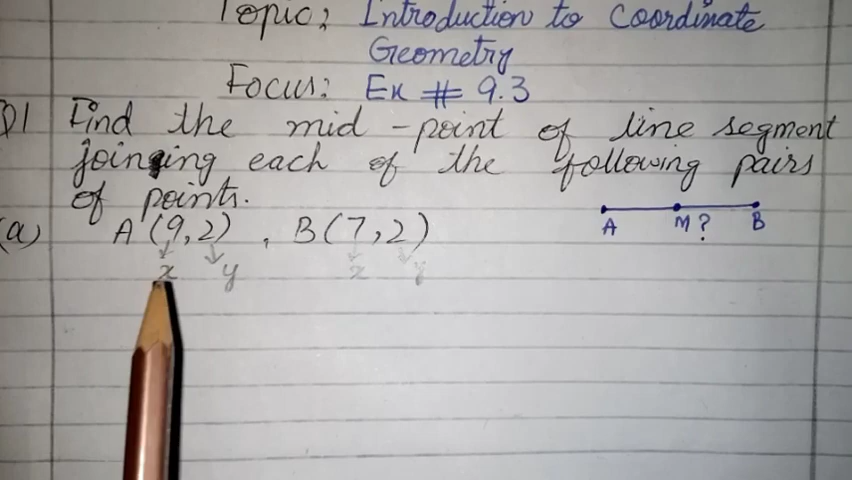 Topic: Introduction to Coordinate
Geometry
Focus: Ex # 9.3
Q1 Find the mid-point of line segment
joining each of the following pairs
of points.
(a) A (9,2) , B (7,2)
A M? B
x y x y